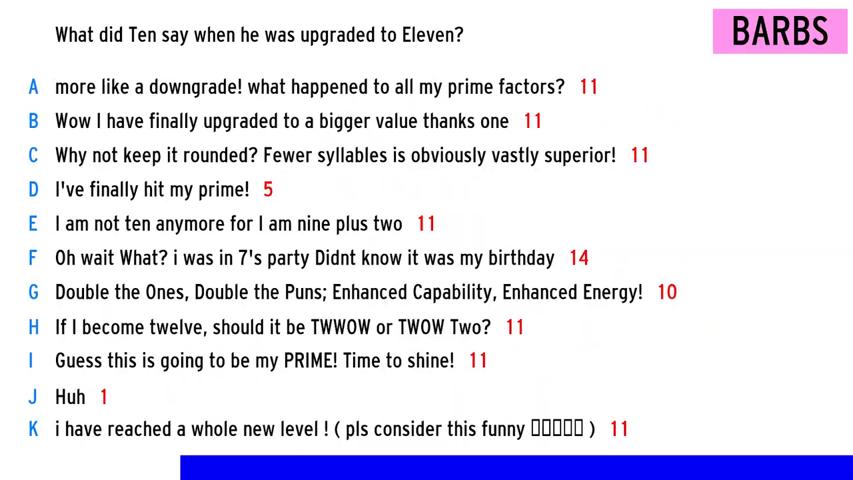 What did Ten say when he was upgraded to Eleven?
BARBS
A more like a downgrade! what happened to all my prime factors? 11
B Wow I have finally upgraded to a bigger value thanks one 11
C Why not keep it rounded? Fewer syllables is obviously vastly superior! 11
D I've finally hit my prime! 5
E I am not ten anymore for I am nine plus two 11
F Oh wait What? i was in 7's party Didnt know it was my birthday 14
G Double the Ones, Double the Puns; Enhanced Capability, Enhanced Energy! 10
H If I become twelve, should it be TWWOW or TWOW Two? 11
I Guess this is going to be my PRIME! Time to shine! 11
J Huh 1
K i have reached a whole new level ! ( pls consider this funny ▯▯▯▯▯ ) 11